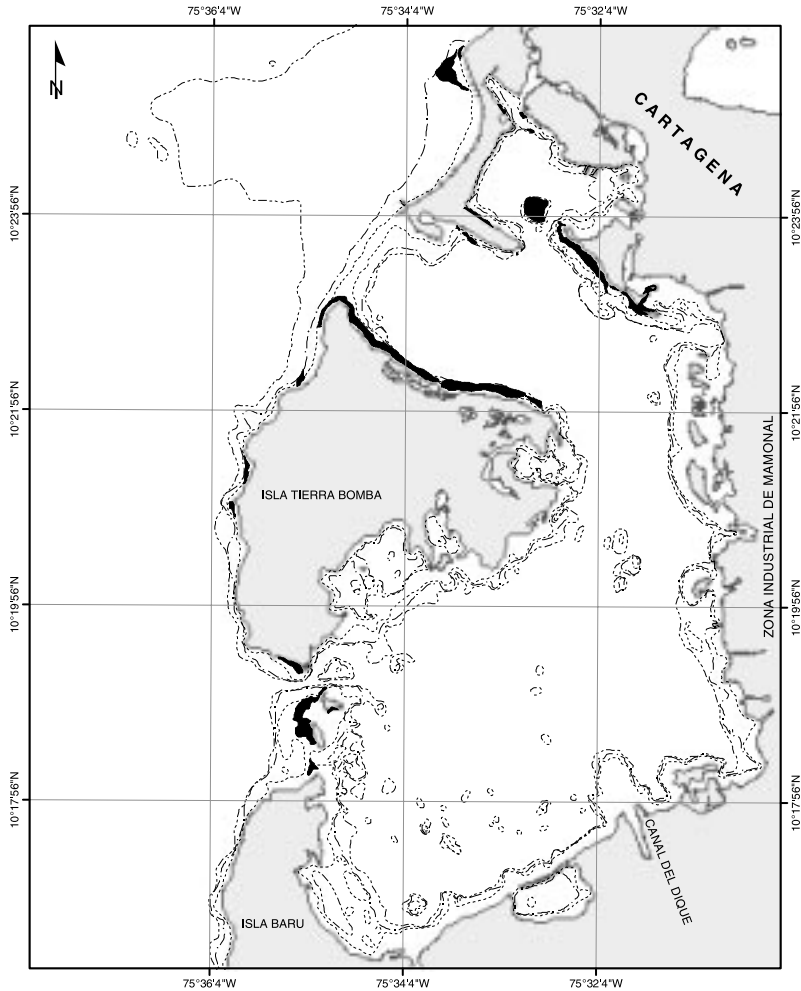 75°36'4"W
75°34'4"W
75°32'4"W
N
CARTAGENA
10°23'56"N
10°23'56"N
10°21'56"N
10°21'56"N
ISLA TIERRA BOMBA
ZONA INDUSTRIAL DE MAMONAL
10°19'56"N
10°19'56"N
10°17'56"N
10°17'56"N
CANAL DEL DIQUE
ISLA BARU
75°36'4"W
75°34'4"W
75°32'4"W